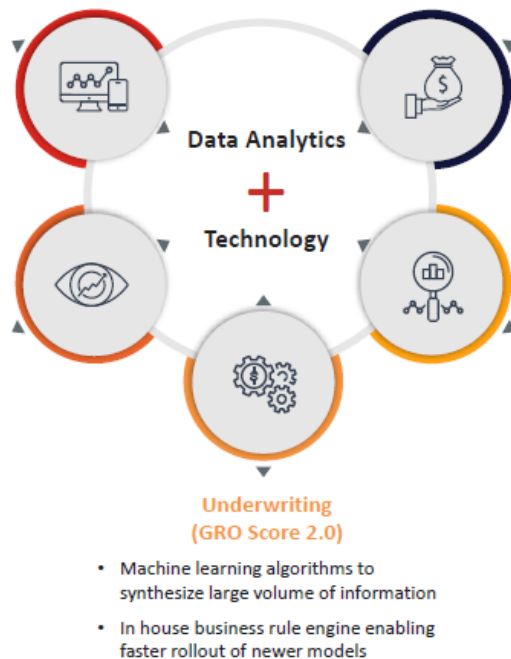 Data Analytics
+
Technology
$
$
Underwriting
(GRO Score 2.0)
• Machine learning algorithms to
synthesize large volume of information
• In house business rule engine enabling
faster rollout of newer models